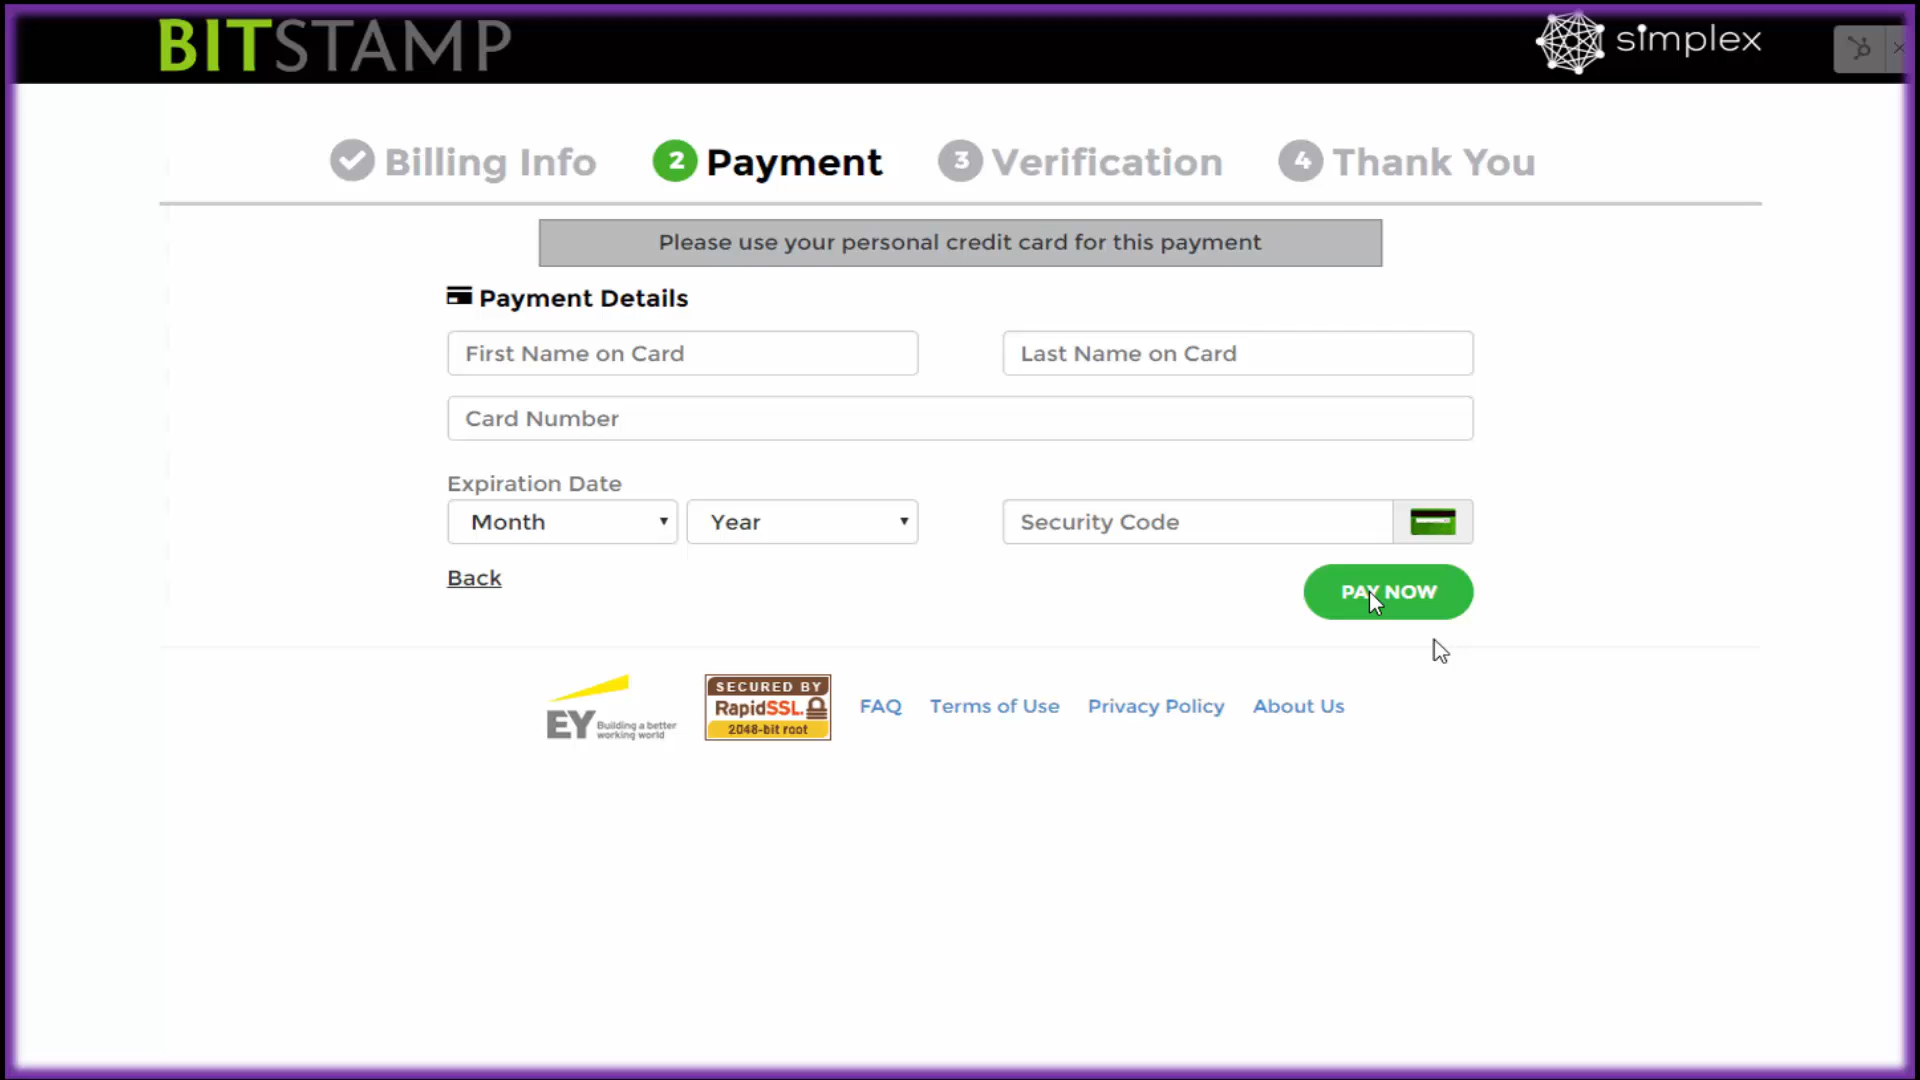 BITSTAMP
simplex
Billing Info
2 Payment
3 Verification
4 Thank You
Please use your personal credit card for this payment
Payment Details
First Name on Card
Last Name on Card
Card Number
Expiration Date
Month
Year
Security Code
Back
PAY NOW
EY Building a better
working world
SECURED BY
RapidSSL.
2048-bit root
FAQ
Terms of Use
Privacy Policy
About Us